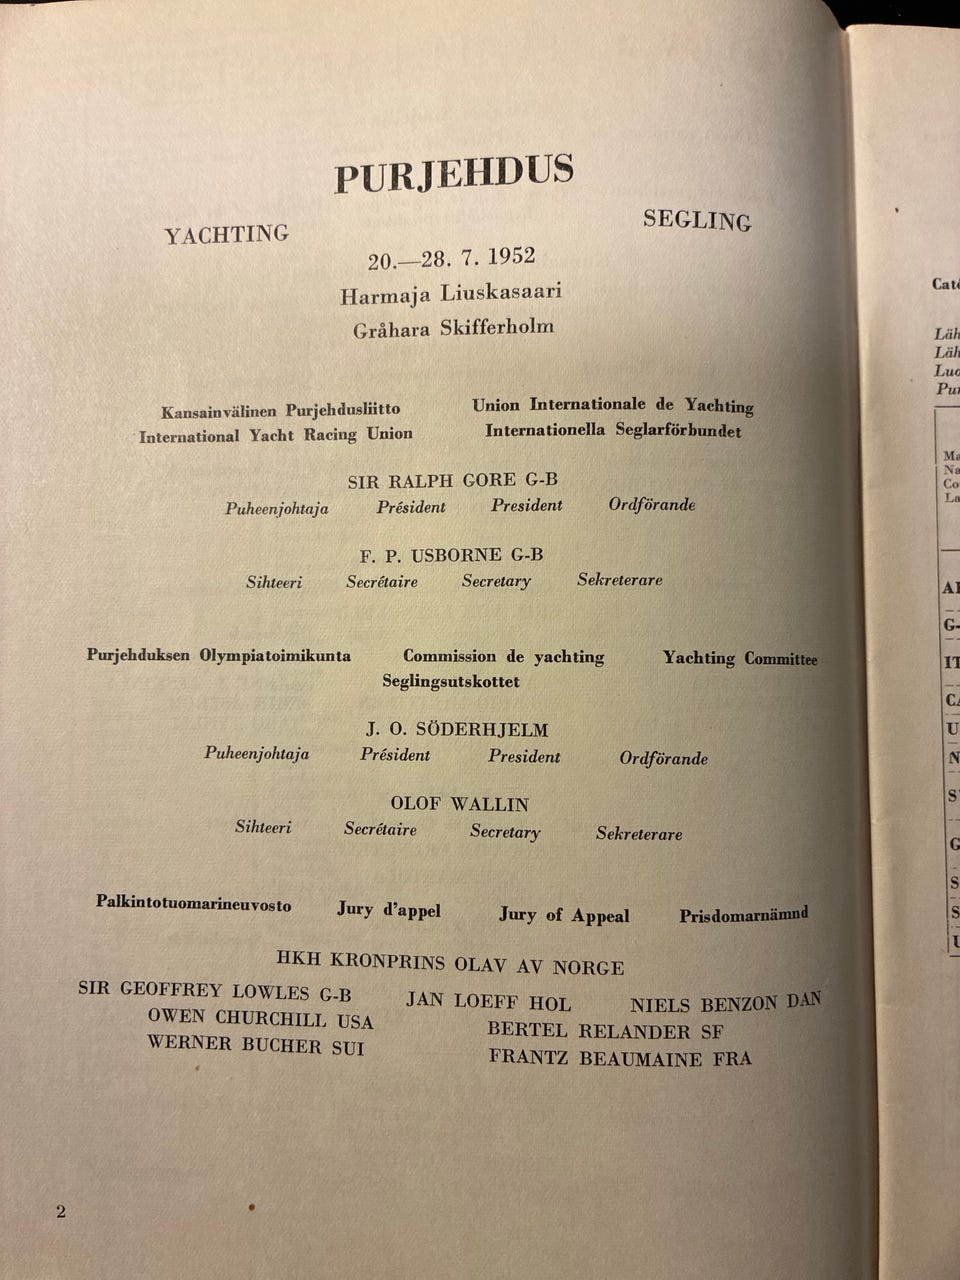 PURJEHDUS
YACHTING SEGLING
20.—28. 7. 1952
Harmaja Liuskasaari
Gråhara Skifferholm
Kansainvälinen Purjehdusliitto Union Internationale de Yachting
International Yacht Racing Union Internationella Seglarförbundet
SIR RALPH GORE G-B
Puheenjohtaja Président President Ordförande
F. P. USBORNE G-B
Sihteeri Secrétaire Secretary Sekreterare
Purjehduksen Olympiatoimikunta Commission de yachting Yachting Committee
Seglingsutskottet
J. O. SÖDERHJELM
Puheenjohtaja Président President Ordförande
OLOF WALLIN
Sihteeri Secrétaire Secretary Sekreterare
Palkintotuomarineuvosto Jury d'appel Jury of Appeal Prisdomarnämnd
HKH KRONPRINS OLAV AV NORGE
SIR GEOFFREY LOWLES G-B JAN LOEFF HOL NIELS BENZON DAN
OWEN CHURCHILL USA BERTEL RELANDER SF
WERNER BUCHER SUI FRANTZ BEAUMAINE FRA
2